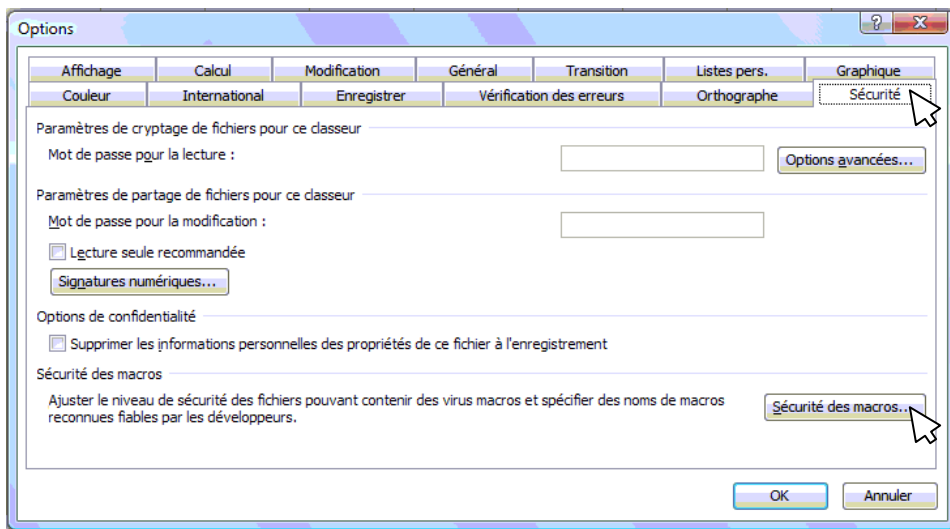 Options
Affichage Calcul Modification Général Transition Listes pers. Graphique
Couleur International Enregistrer Vérification des erreurs Orthographe Sécurité
Paramètres de cryptage de fichiers pour ce classeur
Mot de passe pour la lecture :
Options avancées...
Paramètres de partage de fichiers pour ce classeur
Mot de passe pour la modification :
Lecture seule recommandée
Signatures numériques...
Options de confidentialité
Supprimer les informations personnelles des propriétés de ce fichier à l'enregistrement
Sécurité des macros
Ajuster le niveau de sécurité des fichiers pouvant contenir des virus macros et spécifier des noms de macros
reconnues fiables par les développeurs.
Sécurité des macros...
OK Annuler